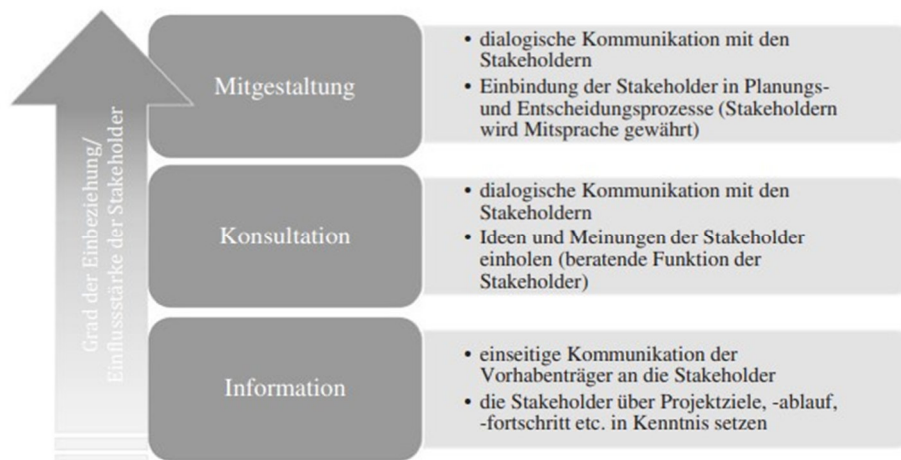 Grad der Einbeziehung/
Einflussstärke der Stakeholder
Mitgestaltung
• dialogische Kommunikation mit den
Stakeholdern
• Einbindung der Stakeholder in Planungs-
und Entscheidungsprozesse (Stakeholdern
wird Mitsprache gewährt)
Konsultation
• dialogische Kommunikation mit den
Stakeholdern
• Ideen und Meinungen der Stakeholder
einholen (beratende Funktion der
Stakeholder)
Information
• einseitige Kommunikation der
Vorhabenträger an die Stakeholder
• die Stakeholder über Projektziele, -ablauf,
-fortschritt etc. in Kenntnis setzen